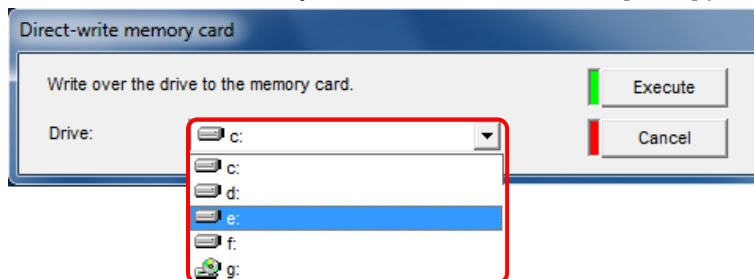 Direct-write memory card
Write over the drive to the memory card.
Execute
Drive:
c:
Cancel
c:
d:
e:
f:
g: